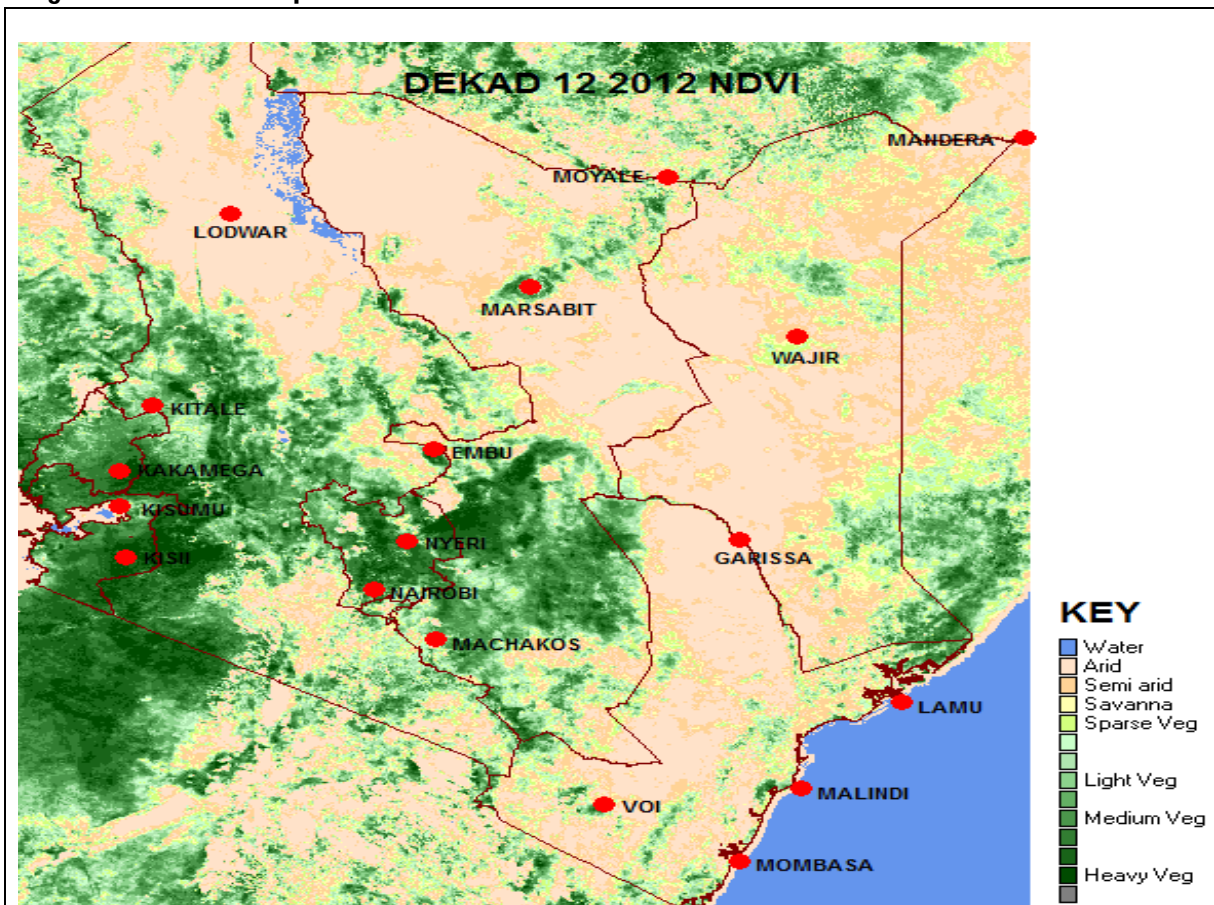 DEKAD 12 2012 NDVI
MANDERA
MOYALE
LODWAR
MARSABIT
WAJIR
KITALE
EMBU
KAKAMEGA
KISUMU
NYERI
GARISSA
KISII
NAIROBI
MACHAKOS
LAMU
MALINDI
VOI
MOMBASA
KEY
Water
Arid
Semi arid
Savanna
Sparse Veg
Light Veg
Medium Veg
Heavy Veg